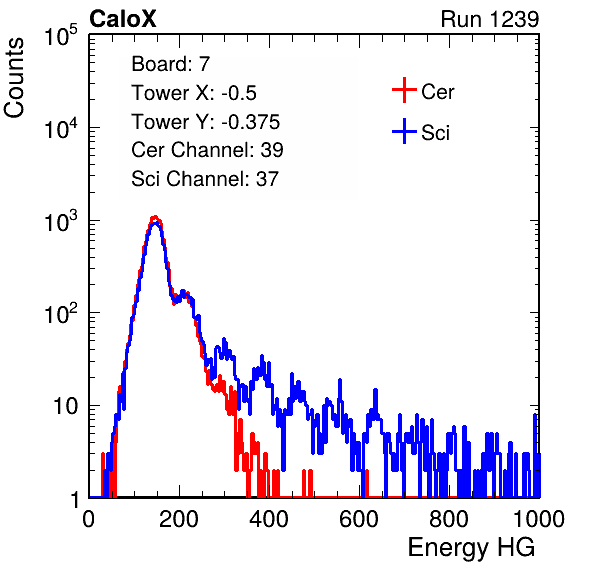 CaloX Run 1239
Counts
10^5
10^4
10^3
10^2
10
1
Board: 7
Tower X: -0.5
Tower Y: -0.375
Cer Channel: 39
Sci Channel: 37
Cer
Sci
0 200 400 600 800 1000
Energy HG